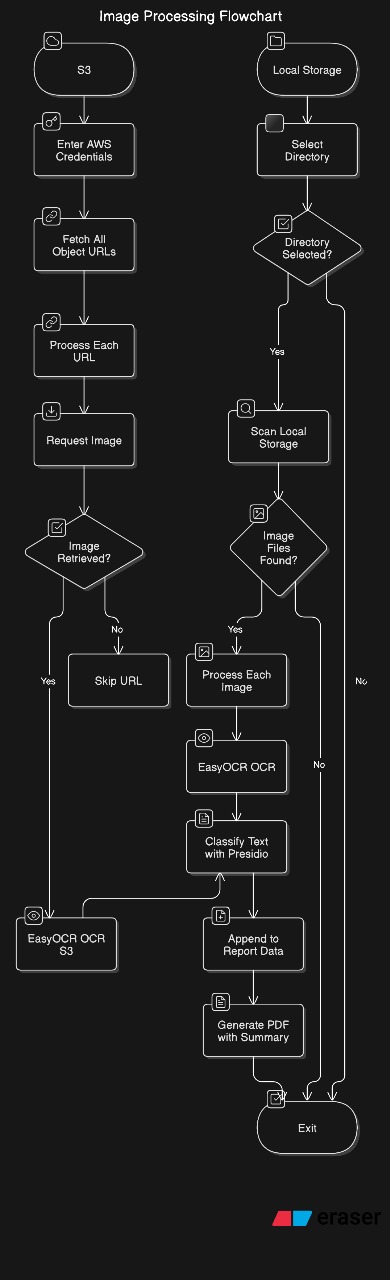 Image Processing Flowchart
S3
Local Storage
Enter AWS
Credentials
Select
Directory
Fetch All
Object URLs
Directory
Selected?
Process Each
URL
Yes
Request Image
Scan Local
Storage
Image
Retrieved?
Image
Files
Found?
No
Yes
Yes
Skip URL
Process Each
Image
No
No
EasyOCR OCR
Classify Text
with Presidio
EasyOCR OCR
S3
Append to
Report Data
Generate PDF
with Summary
Exit
eraser